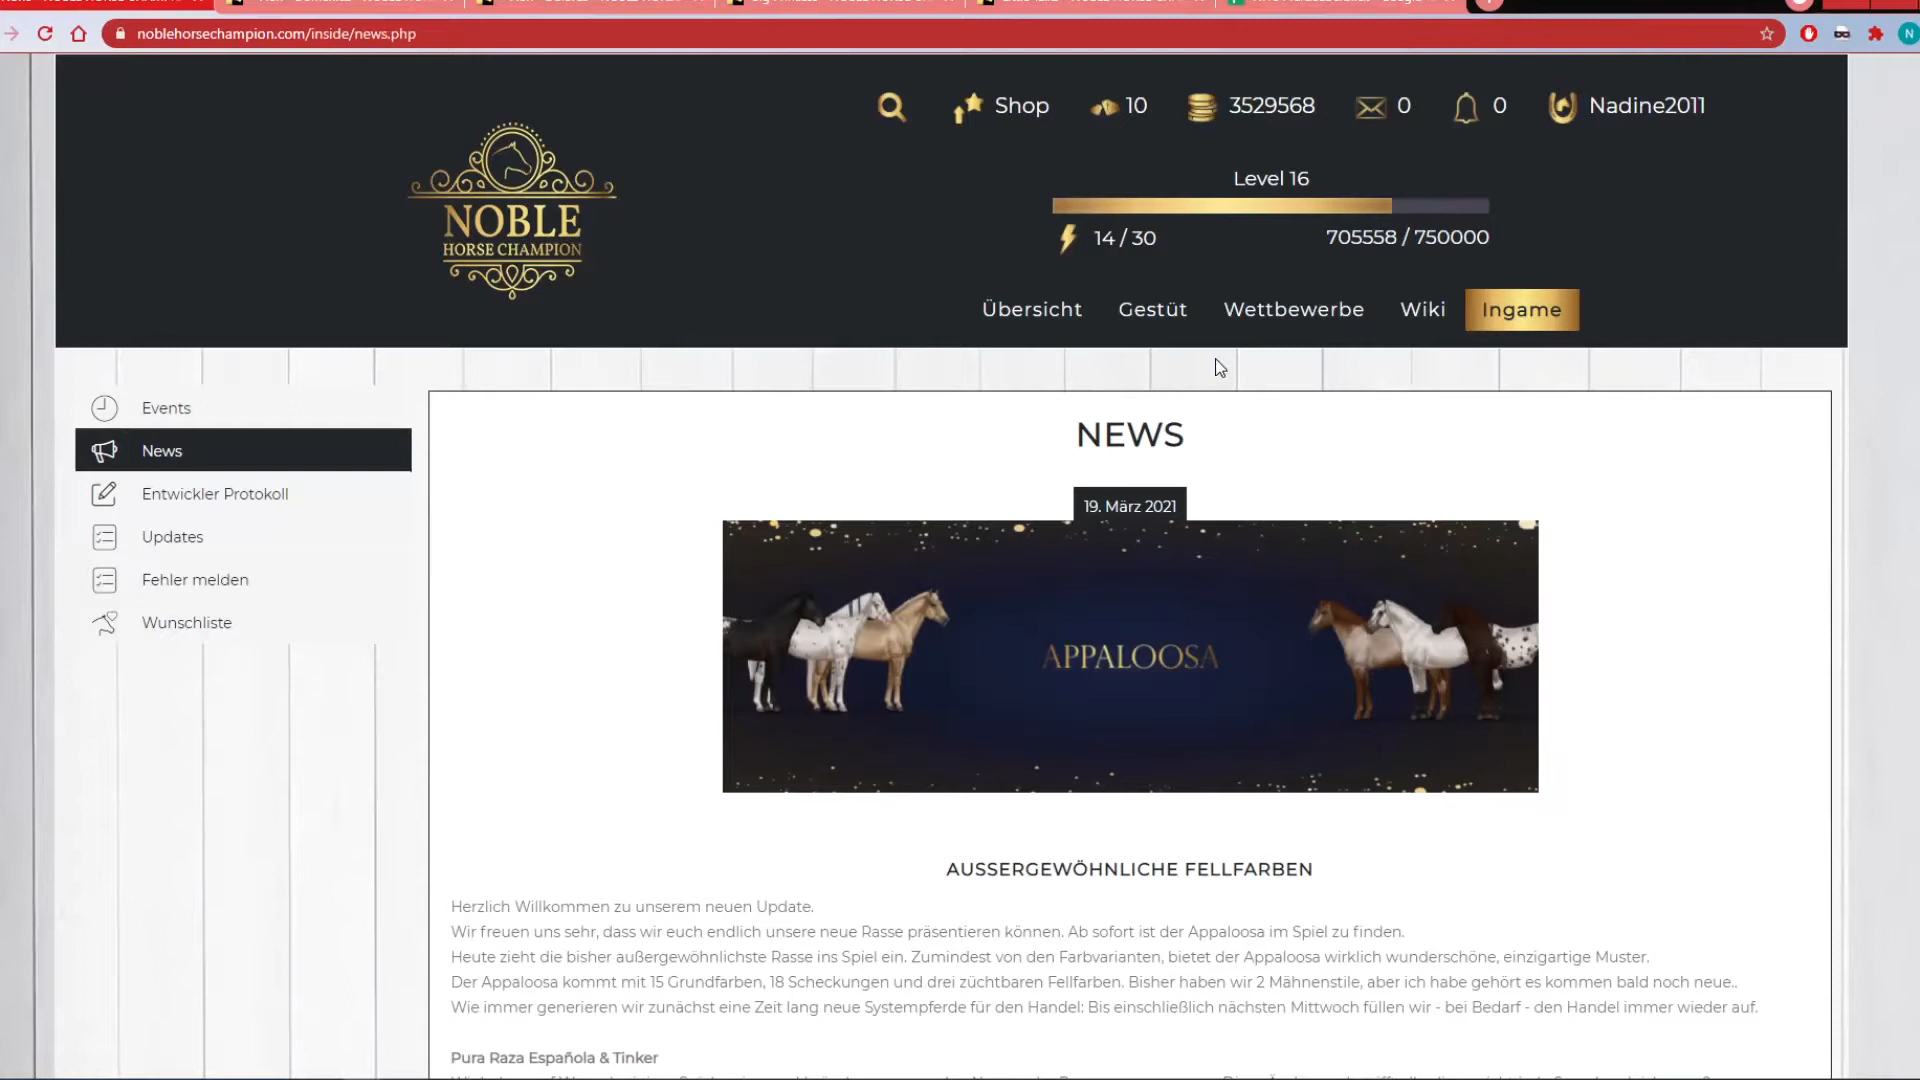 noblehorsechampion.com/inside/news.php
N
Shop
10
3529568
0
0
Nadine2011
NOBLE
HORSE CHAMPION
Level 16
14 / 30
705558 / 750000
Übersicht
Gestüt
Wettbewerbe
Wiki
Ingame
Events
News
Entwickler Protokoll
Updates
Fehler melden
Wunschliste
NEWS
19. März 2021
APPALOOSA
AUSSERGEWÖHNLICHE FELLFARBEN
Herzlich Willkommen zu unserem neuen Update.
Wir freuen uns sehr, dass wir euch endlich unsere neue Rasse präsentieren können. Ab sofort ist der Appaloosa im Spiel zu finden.
Heute zieht die bisher außergewöhnlichste Rasse ins Spiel ein. Zumindest von den Farbvarianten, bietet der Appaloosa wirklich wunderschöne, einzigartige Muster.
Der Appaloosa kommt mit 15 Grundfarben, 18 Scheckungen und drei züchtbaren Fellfarben. Bisher haben wir 2 Mähnenstile, aber ich habe gehört es kommen bald noch neue..
Wie immer generieren wir zunächst eine Zeit lang neue Systempferde für den Handel: Bis einschließlich nächsten Mittwoch füllen wir - bei Bedarf - den Handel immer wieder auf.
Pura Raza Española & Tinker